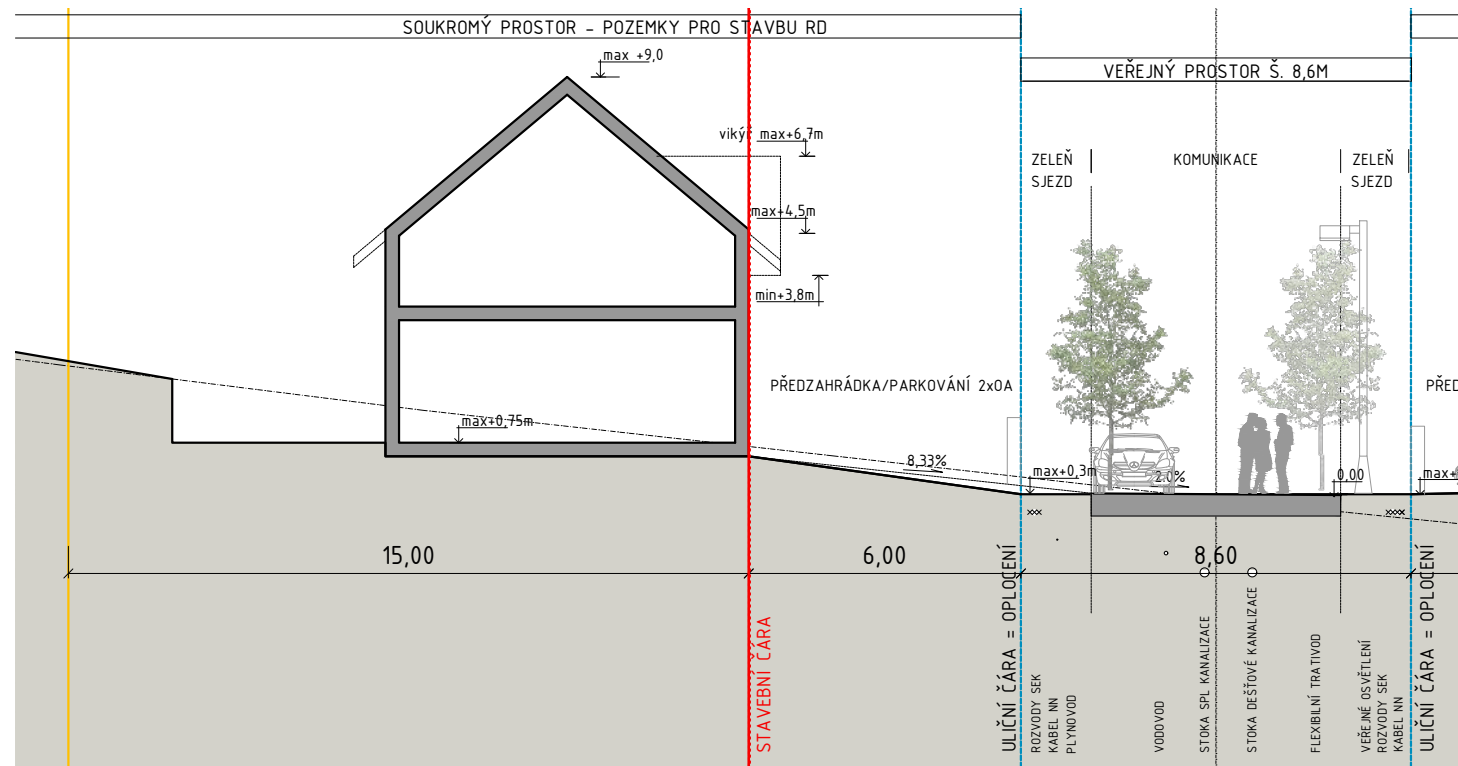 SOUKROMÝ PROSTOR - POZEMKY PRO STAVBU RD
VEŘEJNÝ PROSTOR Š. 8,6M
max +9,0
vikýř
max+6,7m
max+4,5m
min+3,8m
ZELEŇ
SJEZD
KOMUNIKACE
ZELEŇ
SJEZD
PŘEDZAHRÁDKA/PARKOVÁNÍ 2xOA
PŘED
max+0,75m
8,33%
max+0,3m
2.0%
0,00
max+
15,00
6,00
8,60
STAVEBNÍ ČÁRA
ULIČNÍ ČÁRA = OPLOCENÍ
ROZVODY SEK
KABEL NN
PLYNOVOD
VODOVOD
STOKA SPL KANALIZACE
STOKA DEŠŤOVÉ KANALIZACE
FLEXIBILNÍ TRATIVOD
VEŘEJNÉ OSVĚTLENÍ
ROZVODY SEK
KABEL NN
ULIČNÍ ČÁRA = OPLOCENÍ